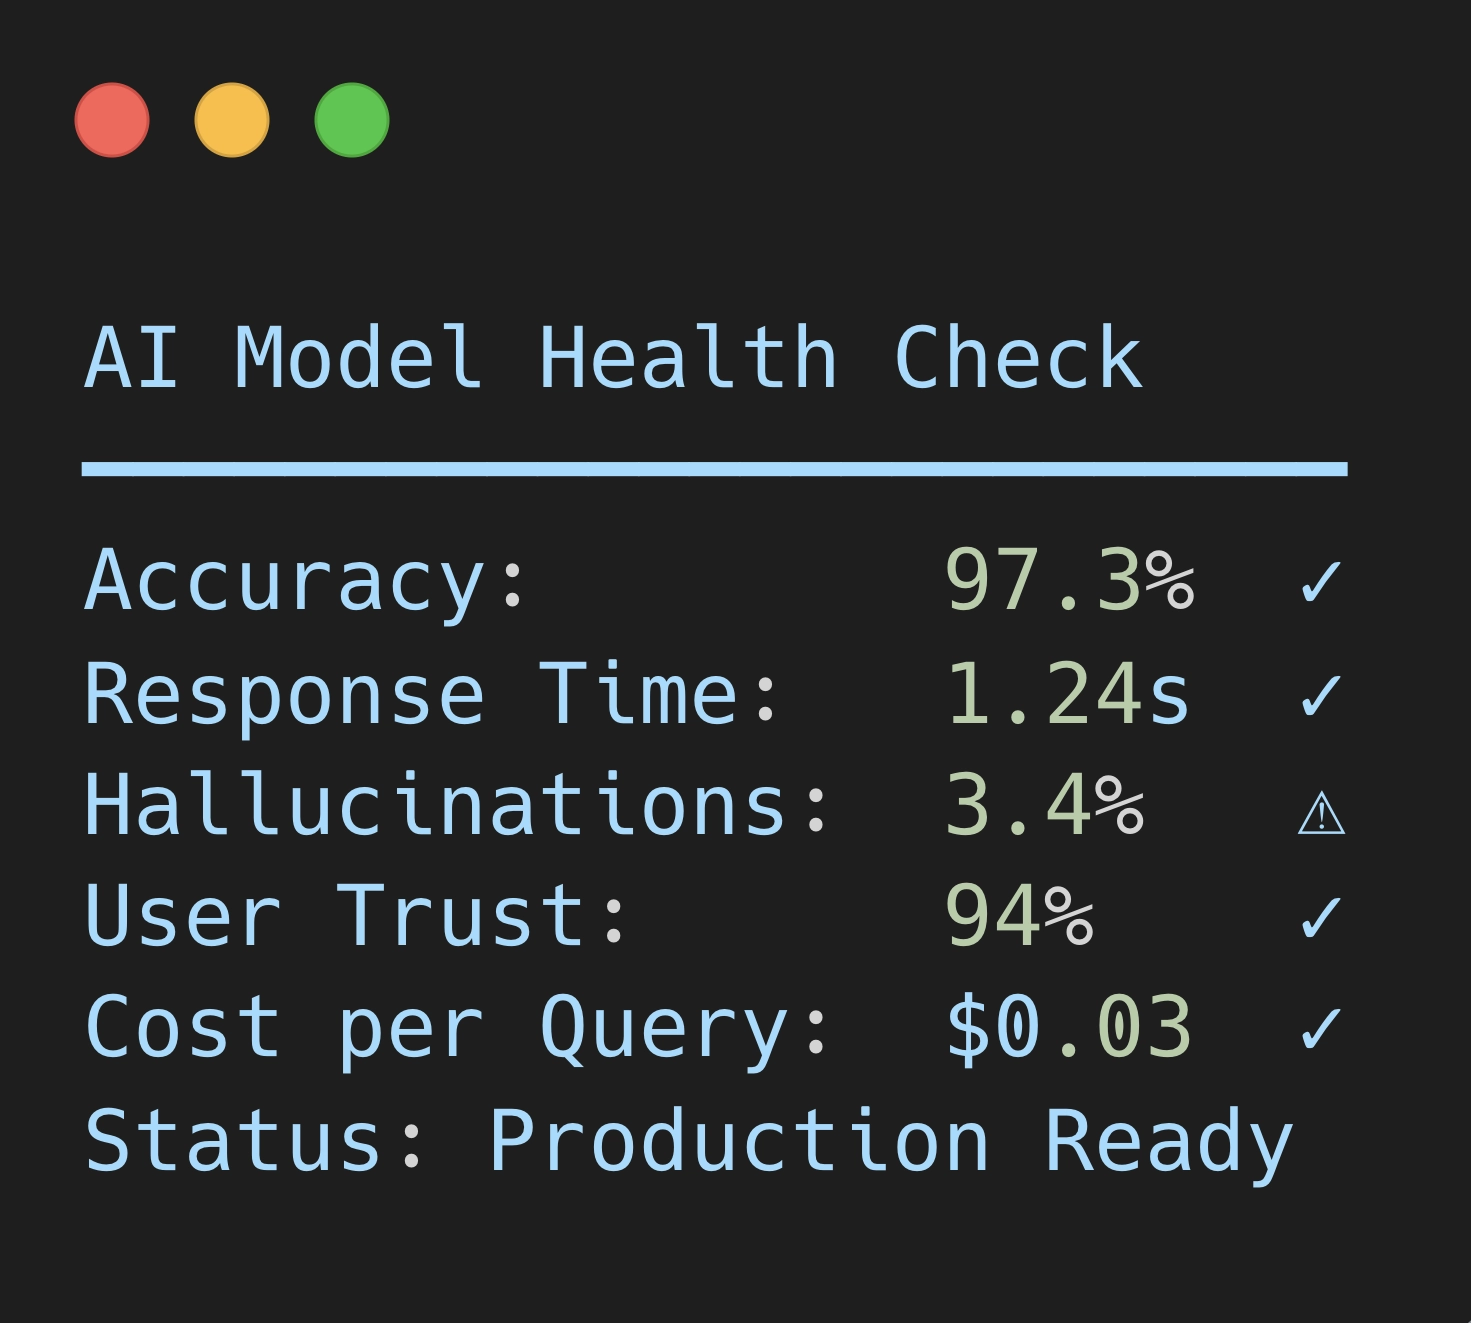 AI Model Health Check
Accuracy: 97.3% ✓
Response Time: 1.24s ✓
Hallucinations: 3.4% ⚠
User Trust: 94% ✓
Cost per Query: $0.03 ✓
Status: Production Ready